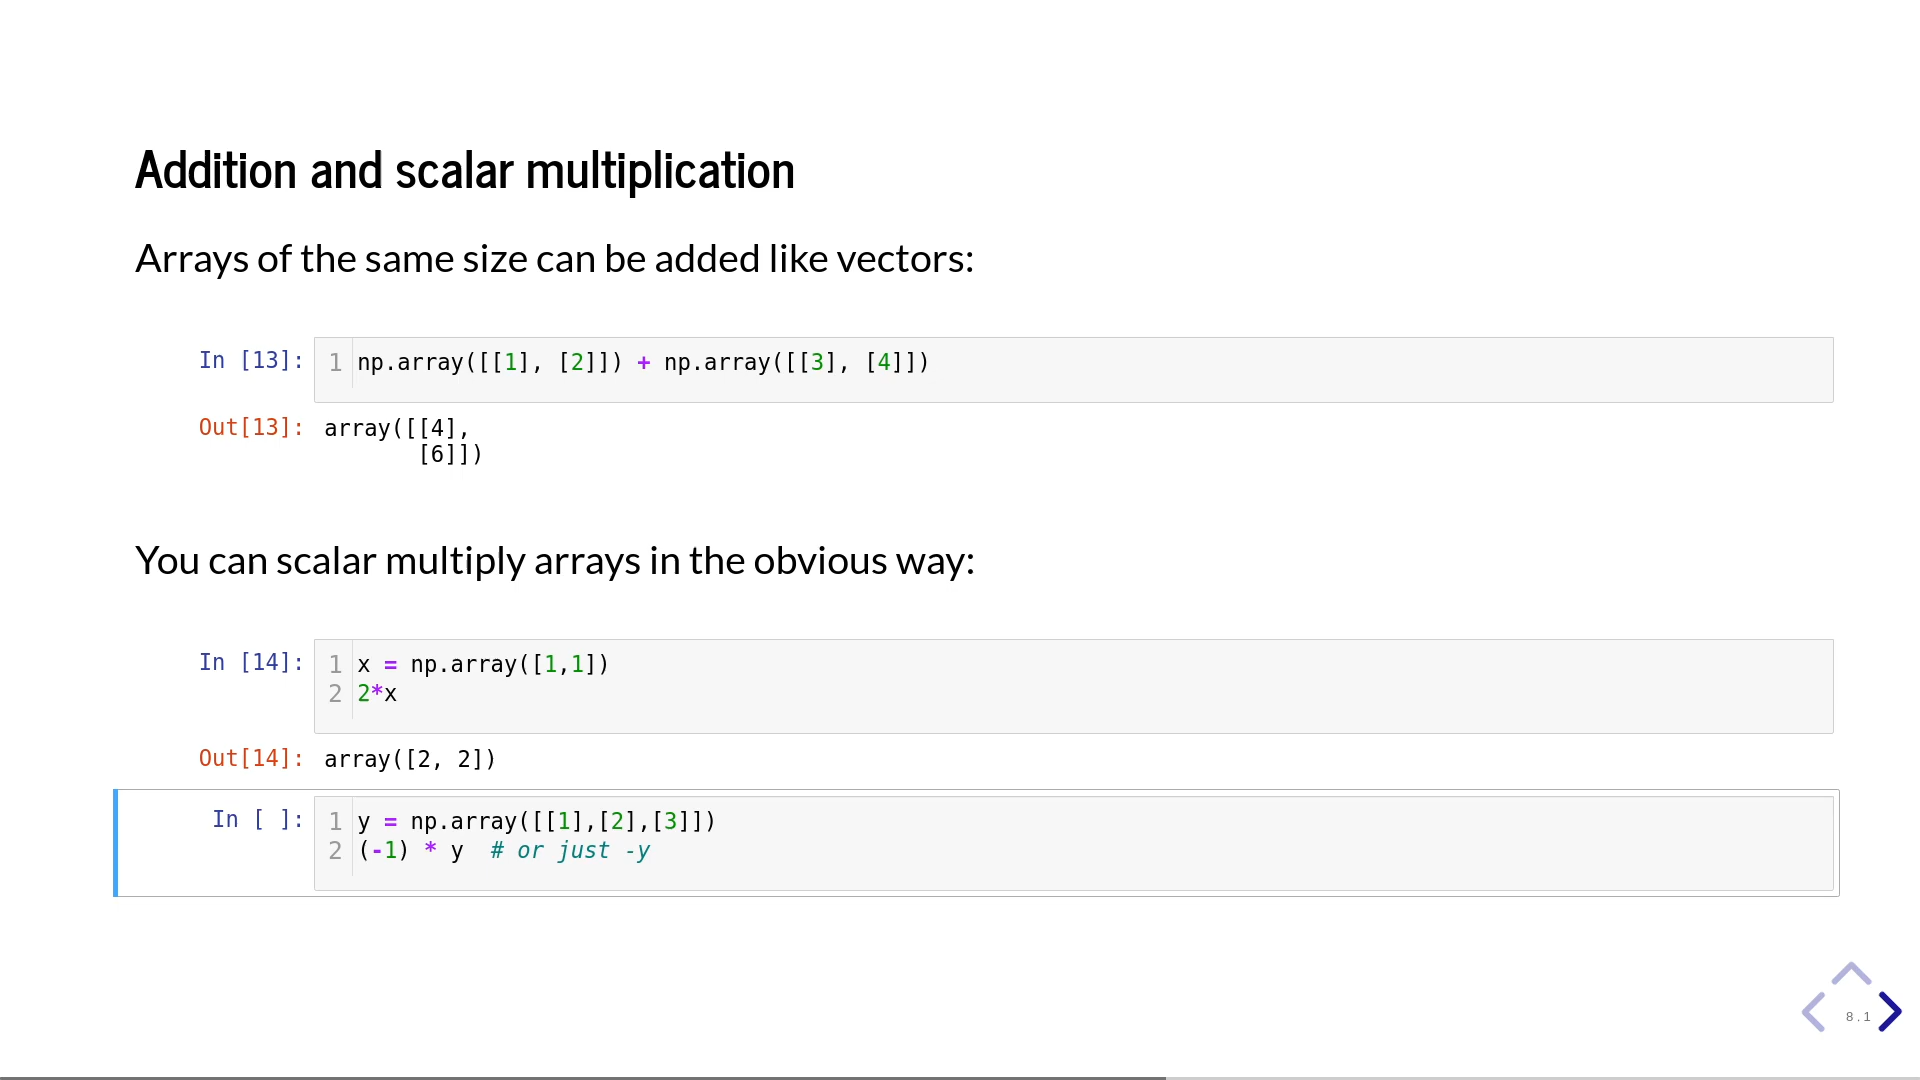 Addition and scalar multiplication
Arrays of the same size can be added like vectors:
In [13]: 1 np.array([[1], [2]]) + np.array([[3], [4]])
Out[13]: array([[4],
[6]])
You can scalar multiply arrays in the obvious way:
In [14]: 1 x = np.array([1,1])
2 2*x
Out[14]: array([2, 2])
In [ ]: 1 y = np.array([[1],[2],[3]])
2 (-1) * y  # or just -y
8.1